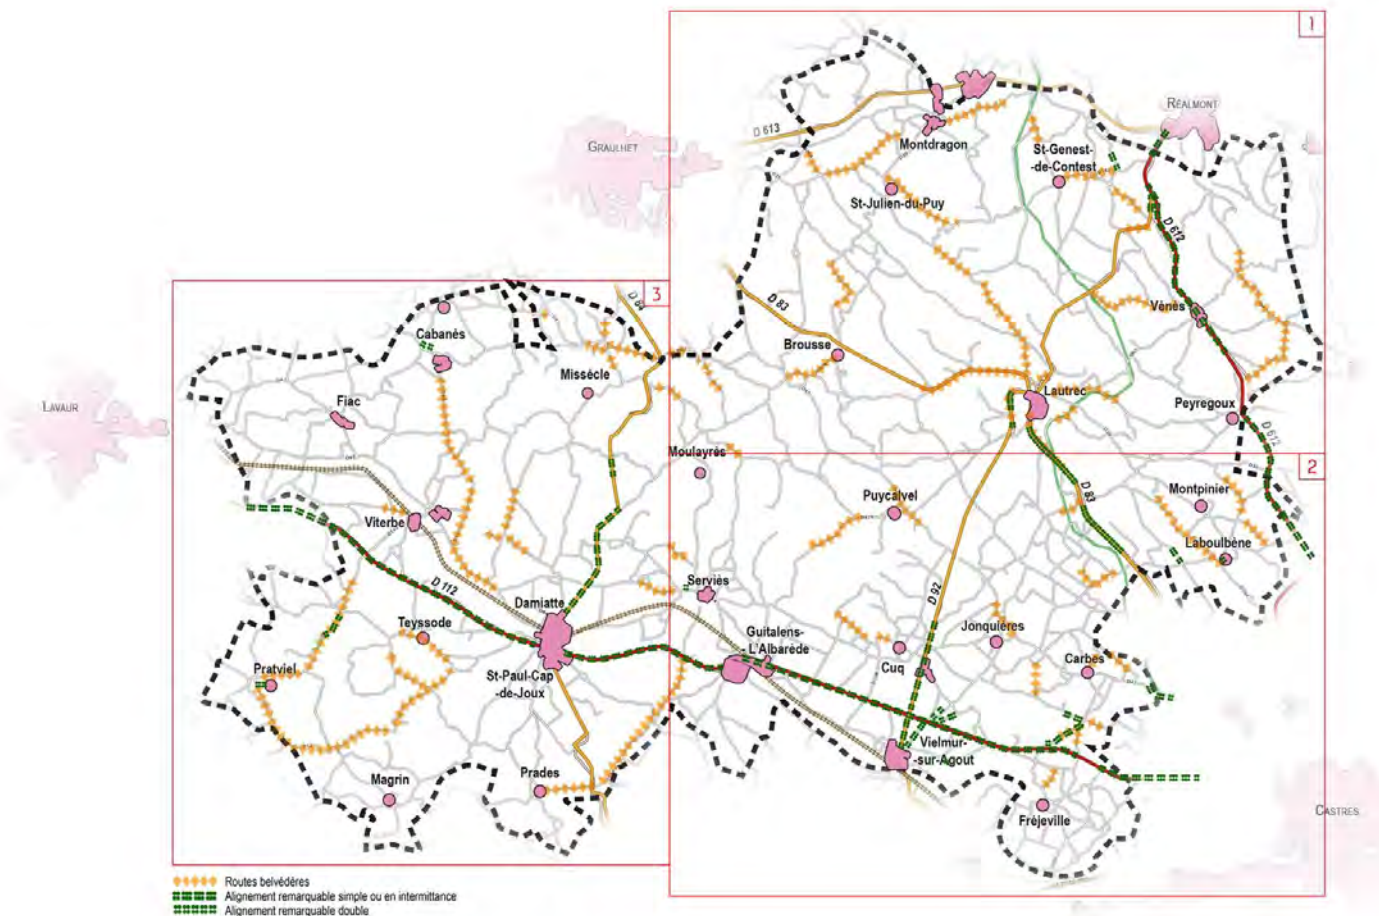 1
RÉALMONT
D 613
GRAULHET
Montdragon
St-Genest-
-de-Contest
St-Julien-du-Puy
D 612
3
D 84
D 83
Vénès
Cabanès
Brousse
Missècle
Lautrec
LAVAUR
Fiac
Peyregoux
D 612
Moulayrès
2
Puycalvel
D 83
Montpinier
Viterbe
Laboulbène
D 112
Serviès
D 92
Damiatte
Teyssode
Guitalens-
- L'Albarède
Jonquières
Pratviel
St-Paul-Cap
-de-Joux
Cuq
Carbes
Vielmur-
-sur-Agout
Magrin
Prades
Fréjeville
CASTRES
Routes belvédères
Alignement remarquable simple ou en intermittance
Alignement remarquable double